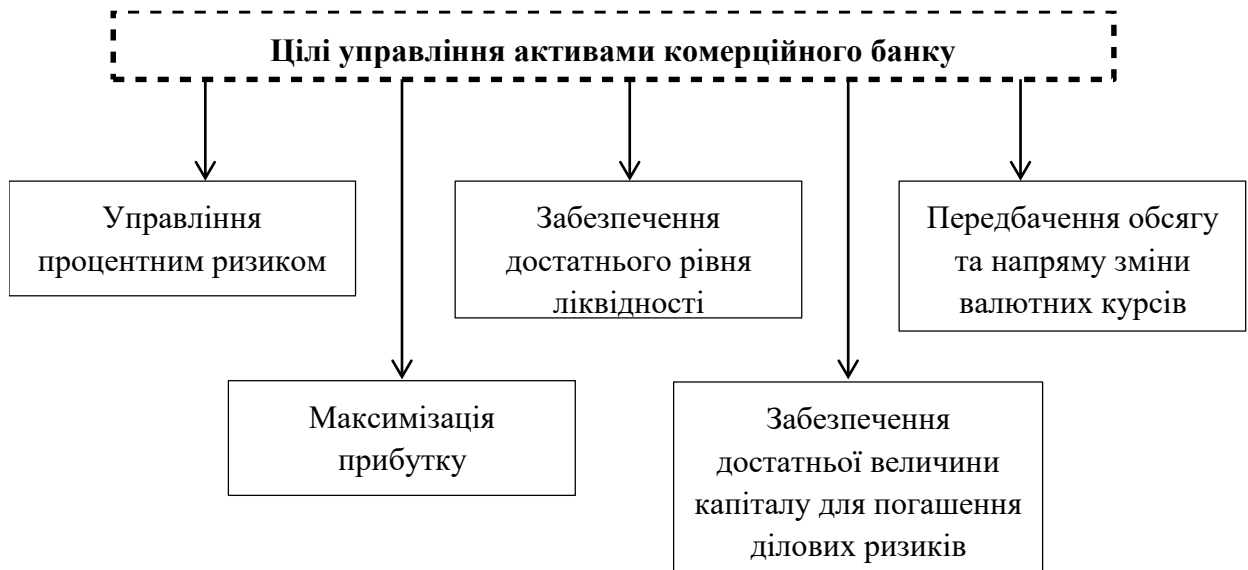 Цілі управління активами комерційного банку
Управління
процентним ризиком
Забезпечення
достатнього рівня
ліквідності
Передбачення обсягу
та напряму зміни
валютних курсів
Максимізація
прибутку
Забезпечення
достатньої величини
капіталу для погашення
ділових ризиків